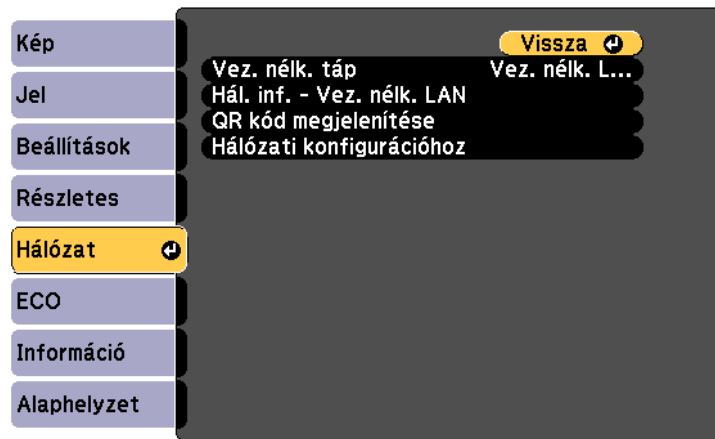 Kép
Jel
Beállítások
Részletes
Hálózat
ECO
Információ
Alaphelyzet
Vissza
Vez. nélk. táp Vez. nélk. L...
Hál. inf. - Vez. nélk. LAN
QR kód megjelenítése
Hálózati konfigurációhoz